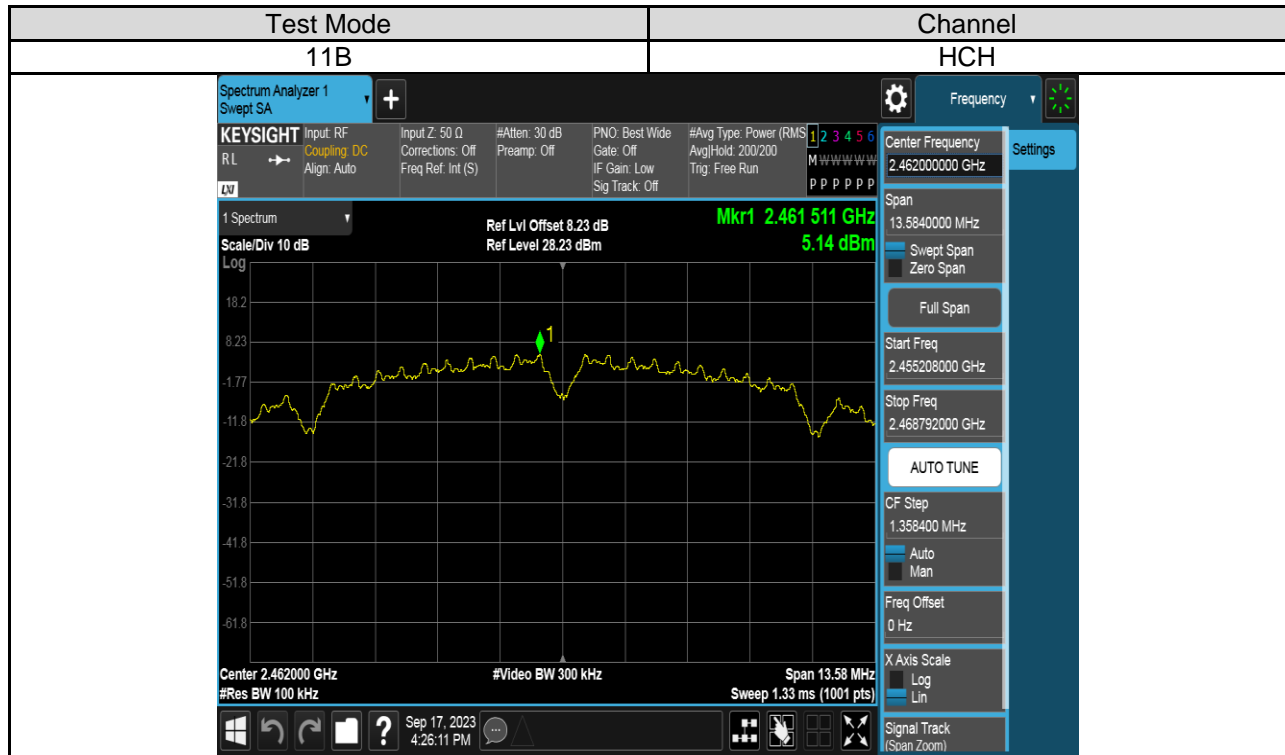 Test Mode Channel
11B HCH
Spectrum Analyzer 1
Swept SA
+
Frequency
KEYSIGHT
RL
LXI
Input: RF
Coupling: DC
Align: Auto
Input Z: 50 Ω
Corrections: Off
Freq Ref: Int (S)
#Atten: 30 dB
Preamp: Off
PNO: Best Wide
Gate: Off
IF Gain: Low
Sig Track: Off
#Avg Type: Power (RMS
Avg|Hold: 200/200
Trig: Free Run
1 2 3 4 5 6
M W W W W W
P P P P P P
1 Spectrum
Scale/Div 10 dB
Ref Lvl Offset 8.23 dB
Ref Level 28.23 dBm
Mkr1 2.461 511 GHz
5.14 dBm
Log
18.2
8.23
-1.77
-11.8
-21.8
-31.8
-41.8
-51.8
-61.8
1
Center 2.462000 GHz
#Res BW 100 kHz
#Video BW 300 kHz
Span 13.58 MHz
Sweep 1.33 ms (1001 pts)
Center Frequency
2.462000000 GHz
Span
13.5840000 MHz
Swept Span
Zero Span
Full Span
Start Freq
2.455208000 GHz
Stop Freq
2.468792000 GHz
AUTO TUNE
CF Step
1.358400 MHz
Auto
Man
Freq Offset
0 Hz
X Axis Scale
Log
Lin
Signal Track
(Span Zoom)
Settings
?
Sep 17, 2023
4:26:11 PM